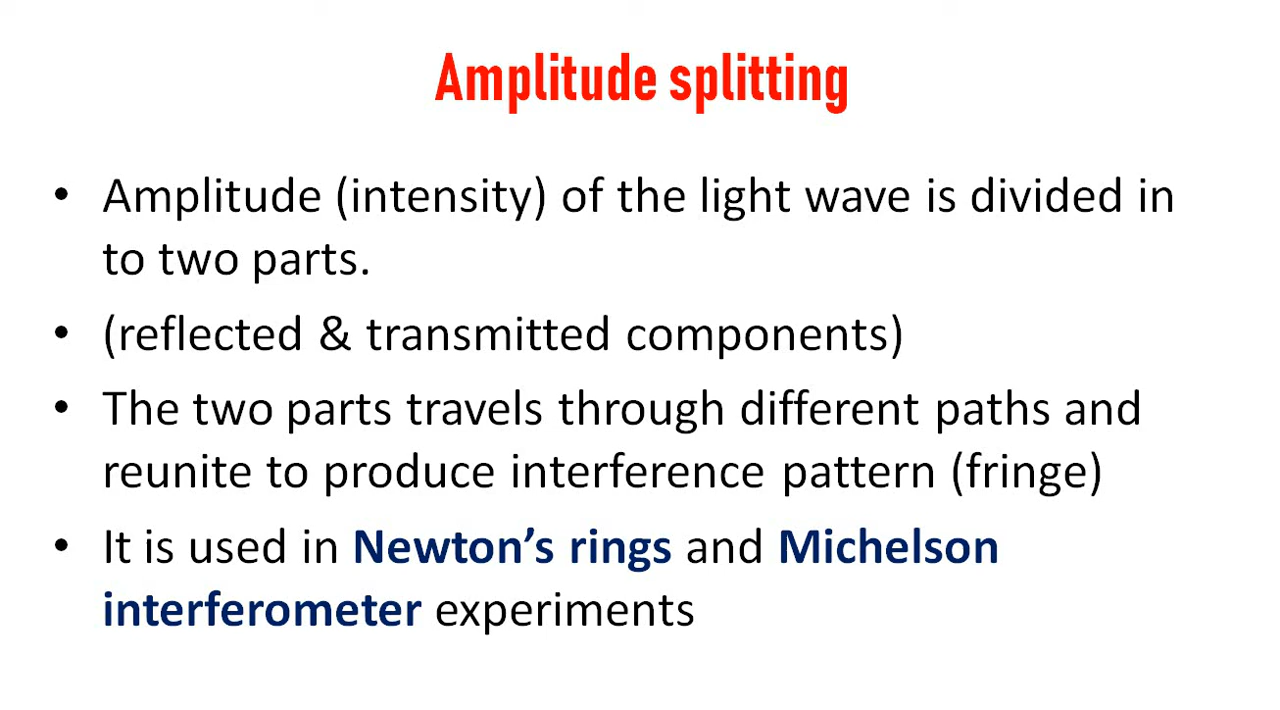 Amplitude splitting
• Amplitude (intensity) of the light wave is divided in
to two parts.
• (reflected & transmitted components)
• The two parts travels through different paths and
reunite to produce interference pattern (fringe)
• It is used in Newton’s rings and Michelson
interferometer experiments